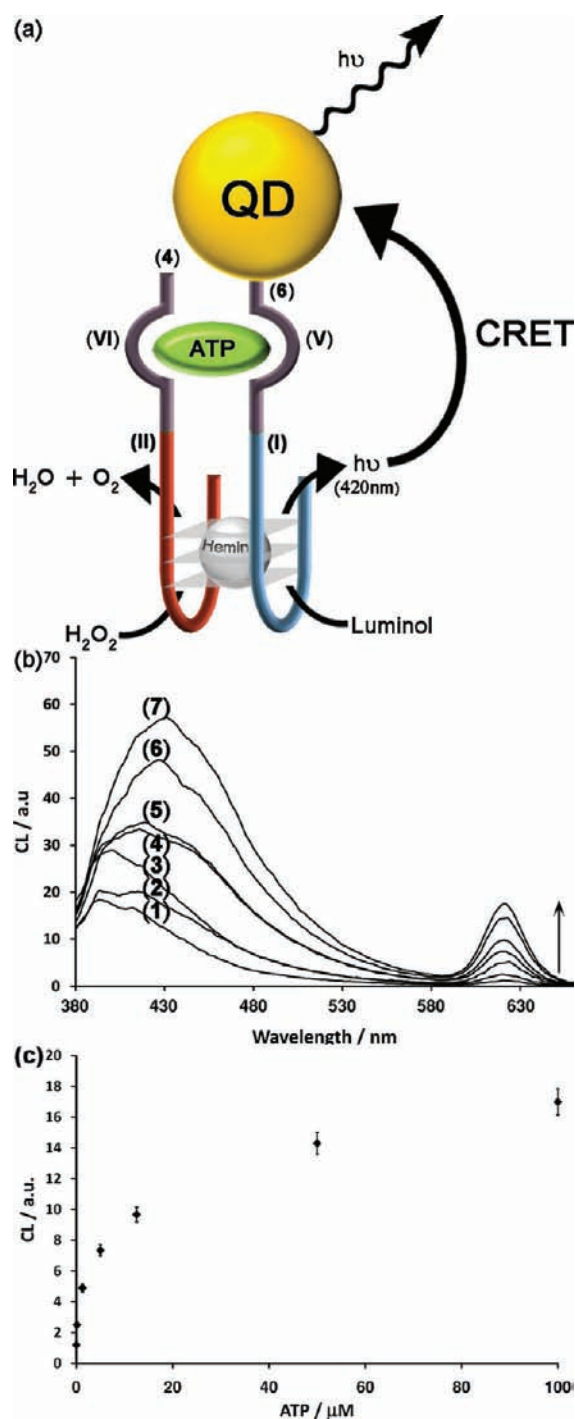 (a)
hυ
QD
(4)
(6)
(VI)
ATP
(V)
CRET
(II)
(I)
H₂O + O₂
hυ
(420nm)
Hemin
H₂O₂
Luminol
(b)
70
60
50
40
30
20
10
0
CL / a.u
(7)
(6)
(5)
(4)
(3)
(2)
(1)
380
430
480
530
580
630
Wavelength / nm
(c)
20
18
16
14
12
10
8
6
4
2
0
CL / a.u.
0
20
40
60
80
100
ATP / μM